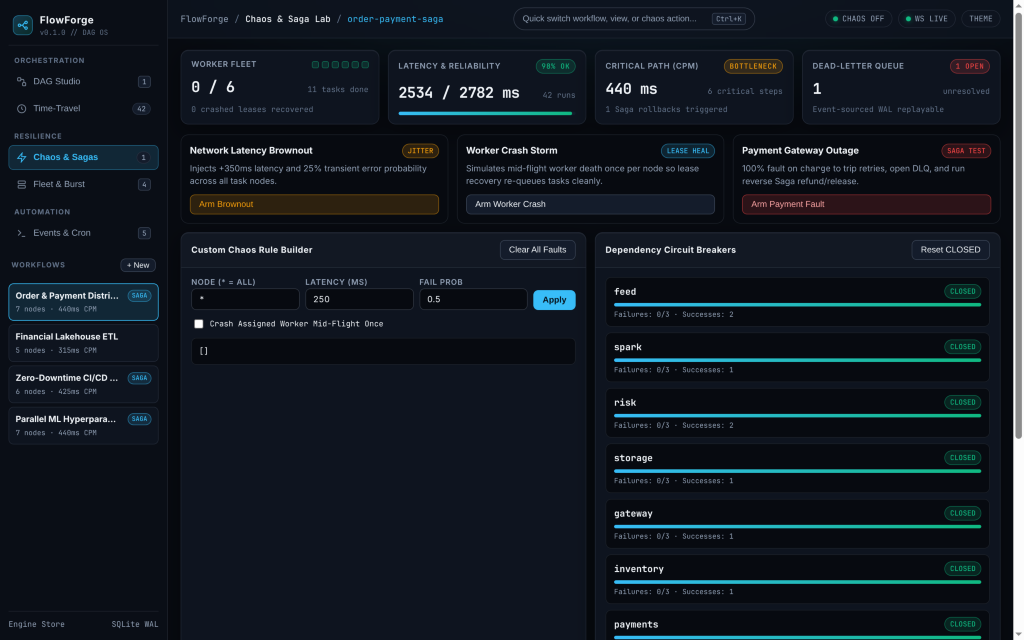 FlowForge
v0.1.0 // DAG OS
ORCHESTRATION
DAG Studio 1
Time-Travel 42
RESILIENCE
Chaos & Sagas 1
Fleet & Burst 4
AUTOMATION
Events & Cron 5
WORKFLOWS + New
Order & Payment Distri... SAGA
7 nodes · 440ms CPM
Financial Lakehouse ETL
5 nodes · 315ms CPM
Zero-Downtime CI/CD ... SAGA
6 nodes · 425ms CPM
Parallel ML Hyperpara... SAGA
7 nodes · 440ms CPM
Engine Store SQLite WAL
FlowForge / Chaos & Saga Lab / order-payment-saga
Quick switch workflow, view, or chaos action... Ctrl+K
CHAOS OFF
WS LIVE
THEME
WORKER FLEET
0 / 6 11 tasks done
0 crashed leases recovered
LATENCY & RELIABILITY 98% OK
2534 / 2782 ms 42 runs
CRITICAL PATH (CPM) BOTTLENECK
440 ms 6 critical steps
1 Saga rollbacks triggered
DEAD-LETTER QUEUE 1 OPEN
1 unresolved
Event-sourced WAL replayable
Network Latency Brownout JITTER
Injects +350ms latency and 25% transient error probability
across all task nodes.
Arm Brownout
Worker Crash Storm LEASE HEAL
Simulates mid-flight worker death once per node so lease
recovery re-queues tasks cleanly.
Arm Worker Crash
Payment Gateway Outage SAGA TEST
100% fault on charge to trip retries, open DLQ, and run
reverse Saga refund/release.
Arm Payment Fault
Custom Chaos Rule Builder Clear All Faults
NODE (* = ALL) LATENCY (MS) FAIL PROB
* 250 0.5 Apply
Crash Assigned Worker Mid-Flight Once
[]
Dependency Circuit Breakers Reset CLOSED
feed CLOSED
Failures: 0/3 · Successes: 2
spark CLOSED
Failures: 0/3 · Successes: 1
risk CLOSED
Failures: 0/3 · Successes: 2
storage CLOSED
Failures: 0/3 · Successes: 1
gateway CLOSED
Failures: 0/3 · Successes: 1
inventory CLOSED
Failures: 0/3 · Successes: 1
payments CLOSED